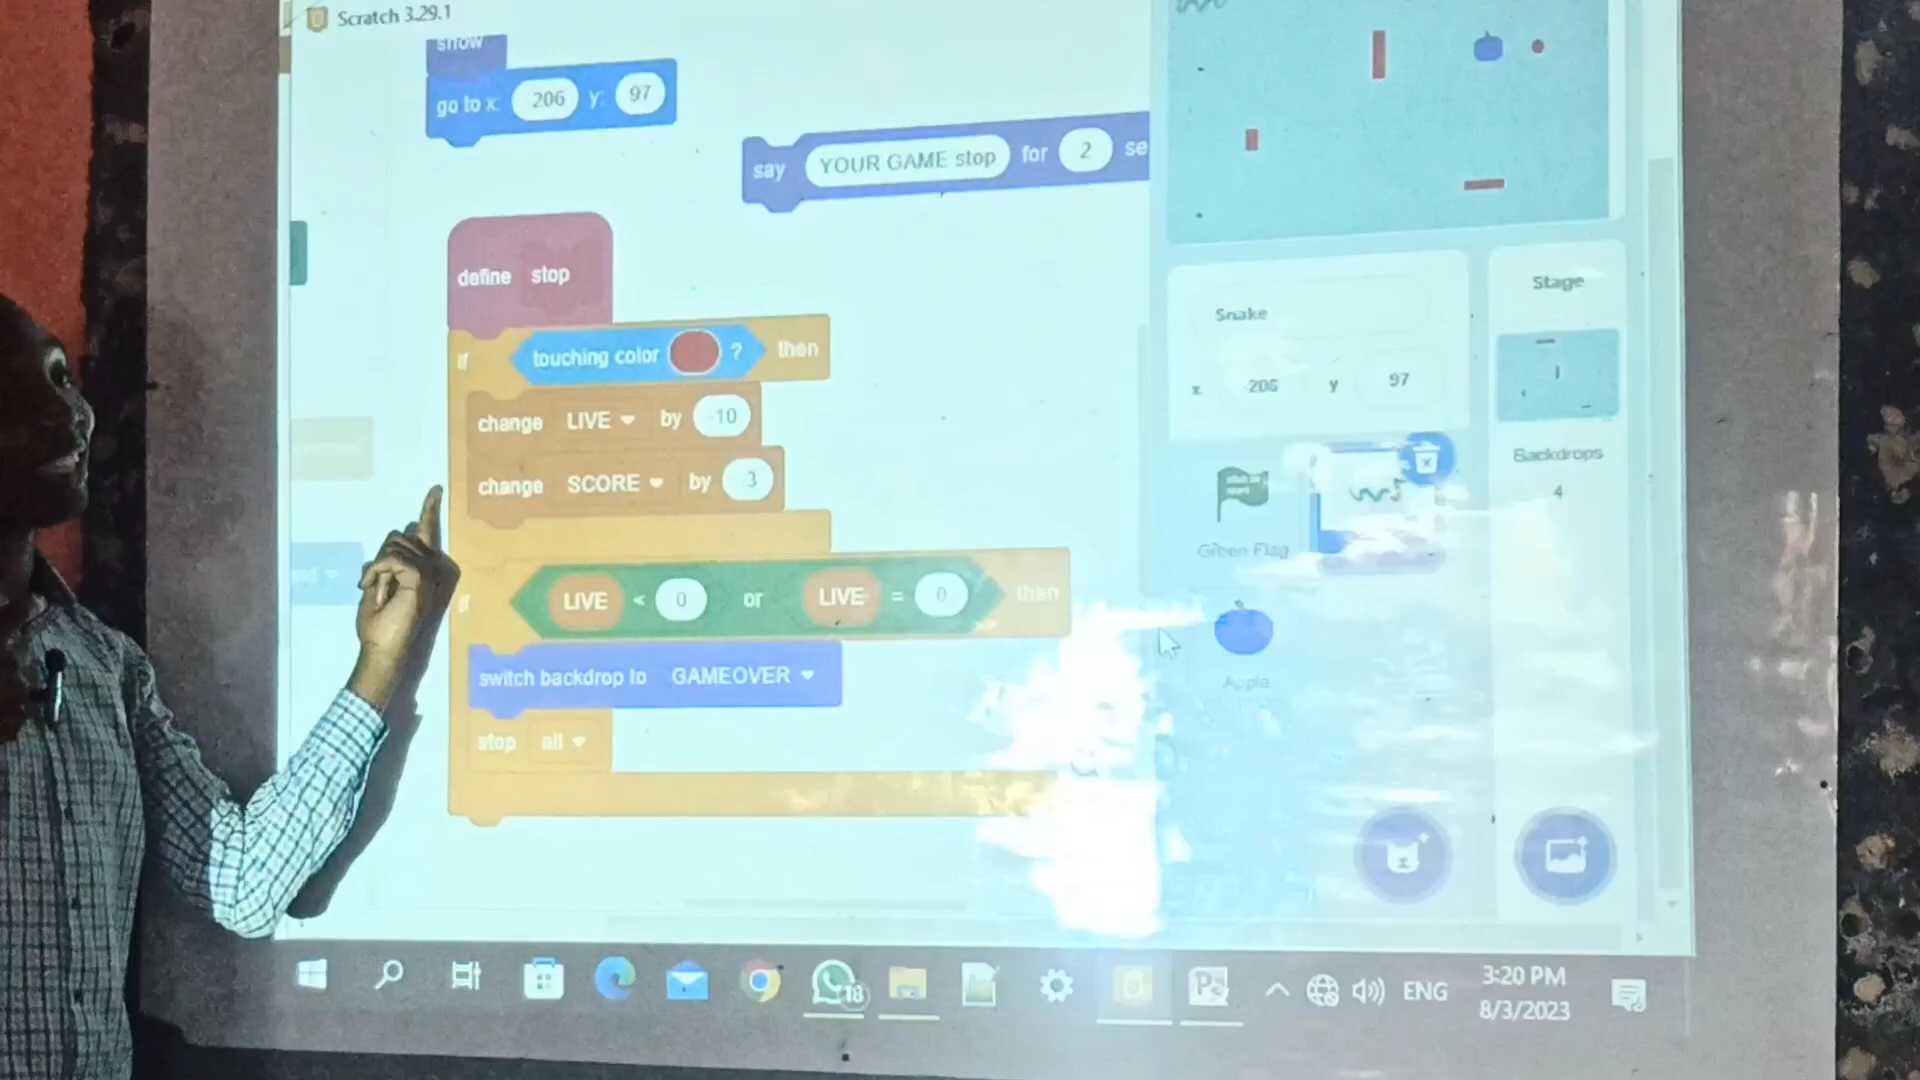 Scratch 3.29.1
show
go to x: 206 y: 97
say YOUR GAME stop for 2 se
define stop
if touching color ? then
change LIVE by -10
change SCORE by -3
if LIVE < 0 or LIVE = 0 then
switch backdrop to GAMEOVER
stop all
Snake
x -206 y 97
Stage
Backdrops
4
Green Flag
Apple
18
ENG
3:20 PM
8/3/2023